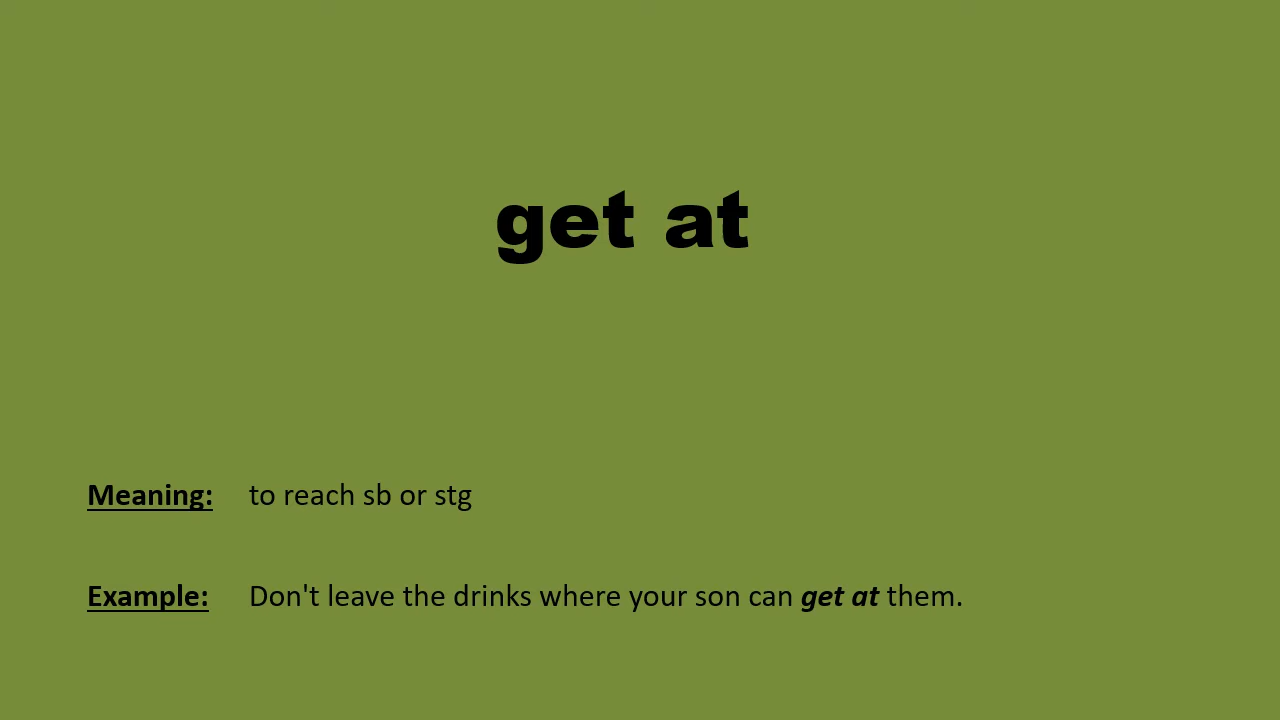 get at
Meaning: to reach sb or stg
Example: Don't leave the drinks where your son can get at them.